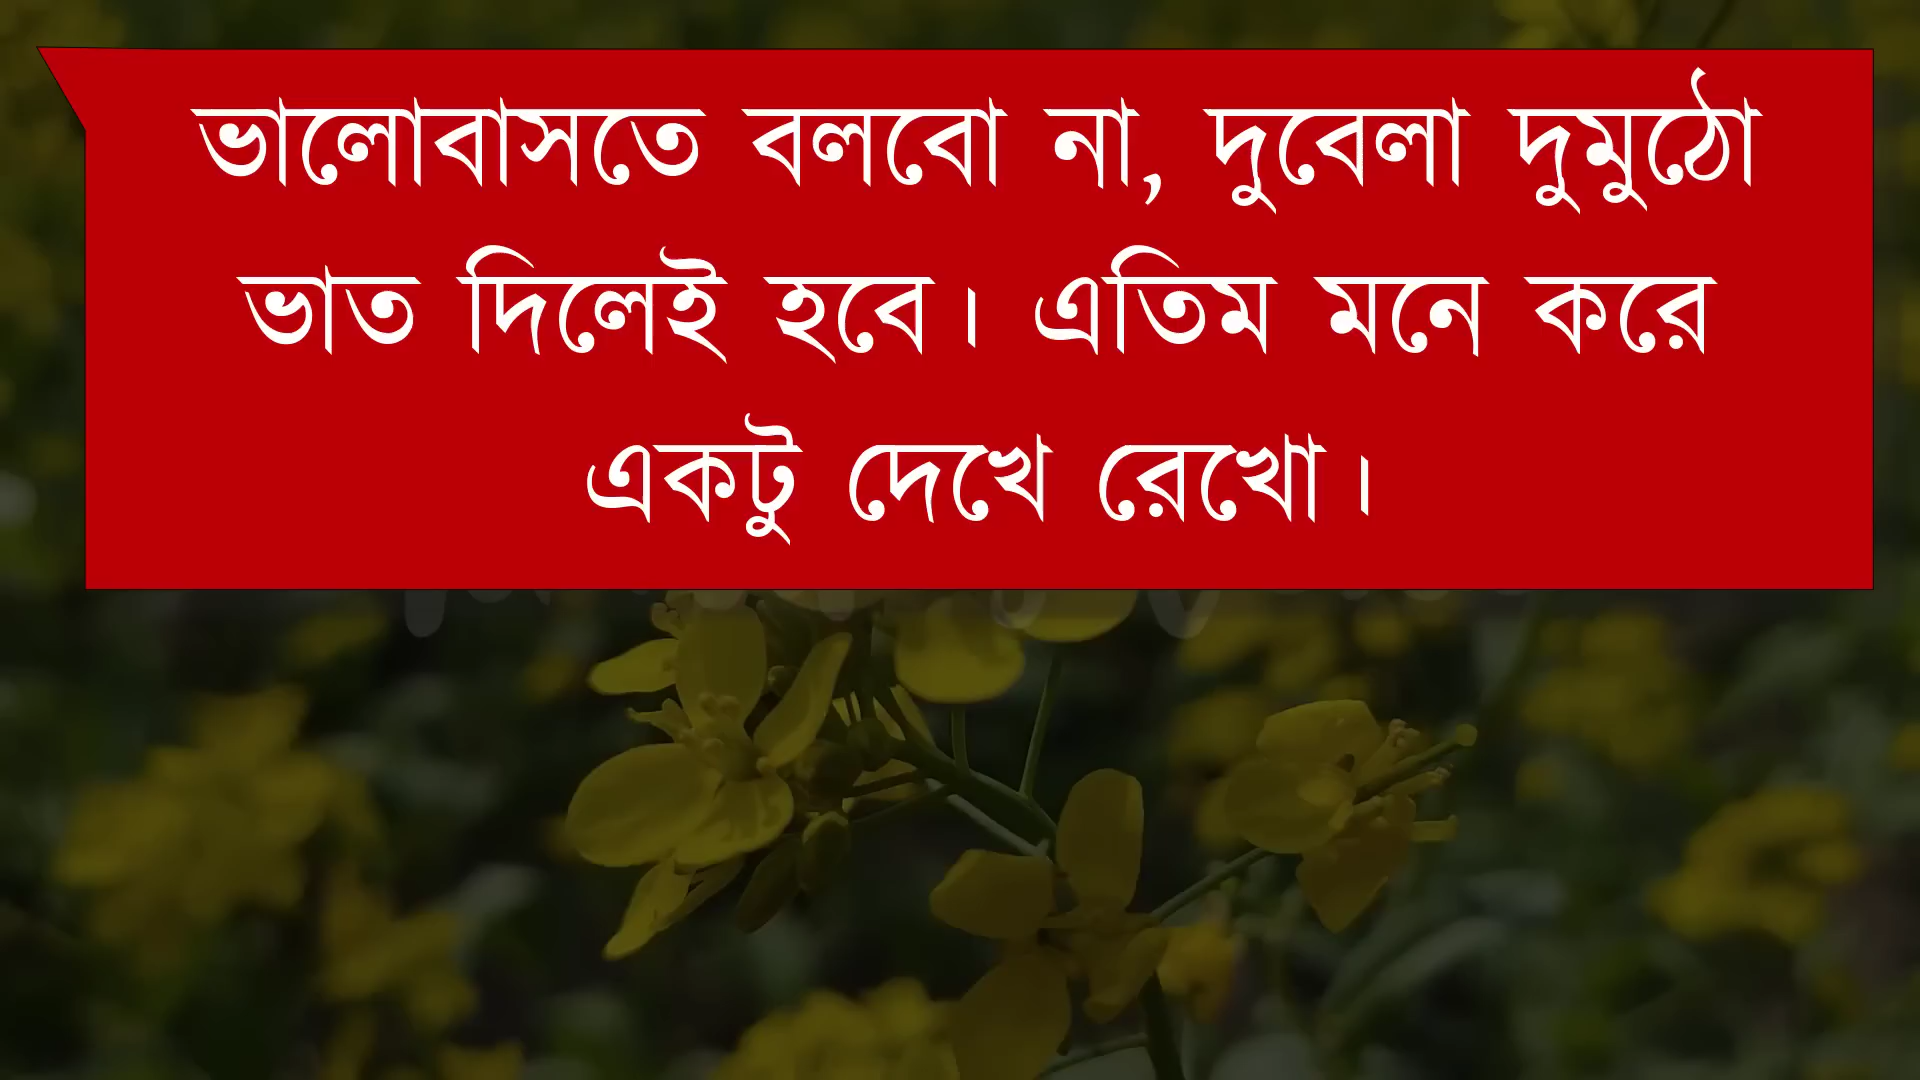 ভালোবাসতে বলবো না, দুবেলা দুমুঠো
ভাত দিলেই হবে। এতিম মনে করে
একটু দেখে রেখো।